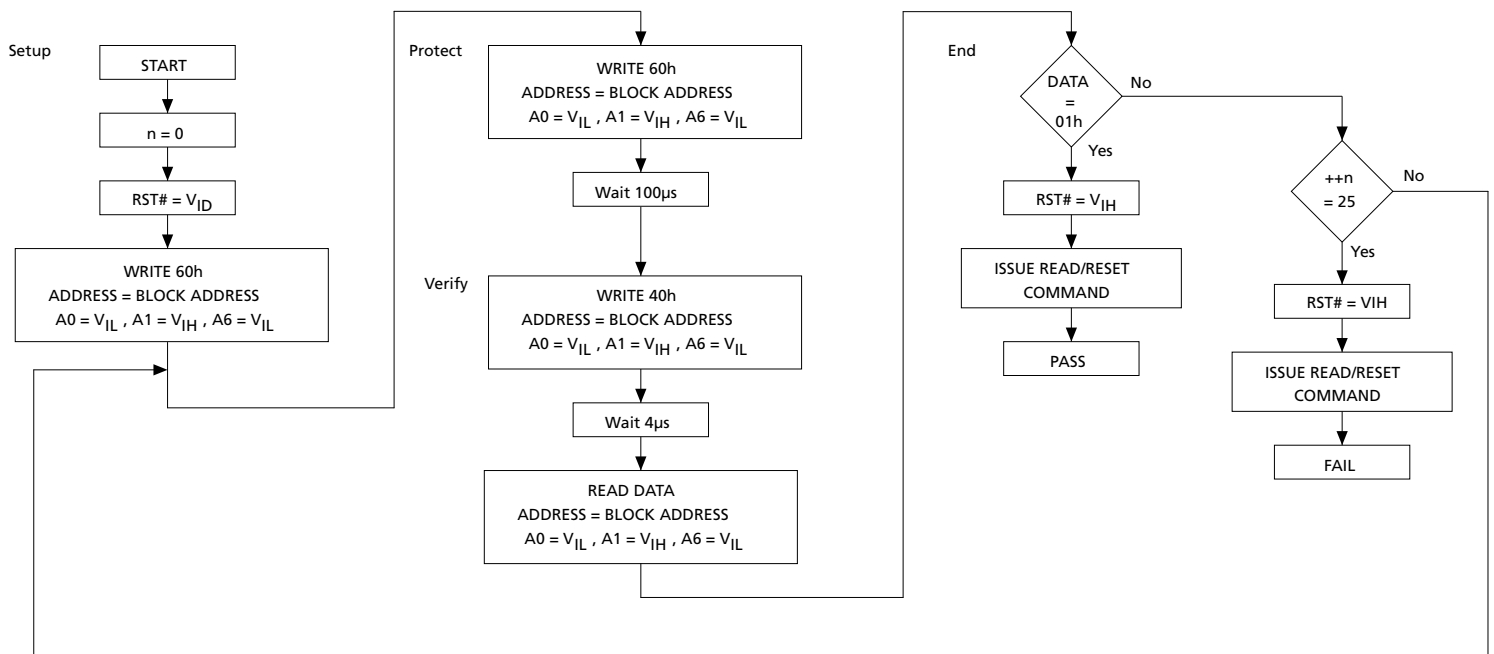 Setup
START
n = 0
RST# = VID
WRITE 60h
ADDRESS = BLOCK ADDRESS
A0 = VIL , A1 = VIH , A6 = VIL
Protect
WRITE 60h
ADDRESS = BLOCK ADDRESS
A0 = VIL , A1 = VIH , A6 = VIL
Wait 100µs
Verify
WRITE 40h
ADDRESS = BLOCK ADDRESS
A0 = VIL , A1 = VIH , A6 = VIL
Wait 4µs
READ DATA
ADDRESS = BLOCK ADDRESS
A0 = VIL , A1 = VIH , A6 = VIL
End
DATA
=
01h
No
Yes
RST# = VIH
ISSUE READ/RESET
COMMAND
PASS
++n
= 25
No
Yes
RST# = VIH
ISSUE READ/RESET
COMMAND
FAIL